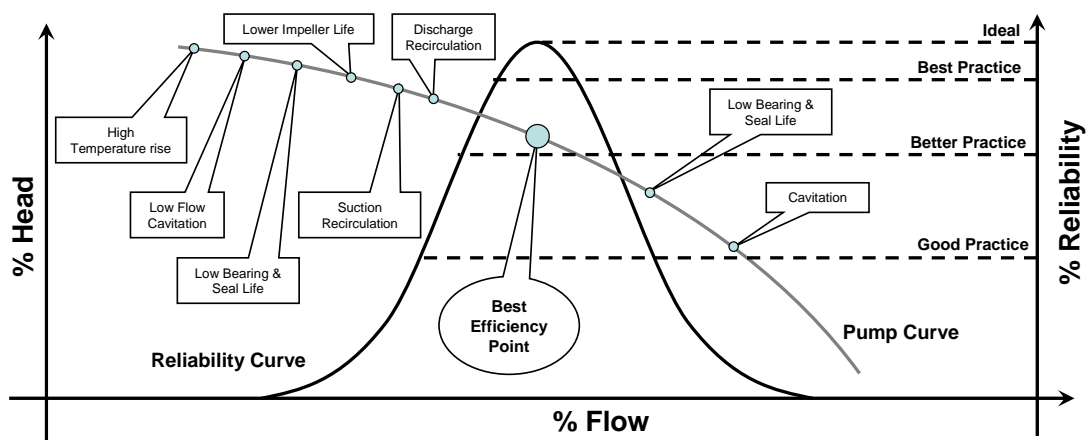 Lower Impeller Life
Discharge
Recirculation
Ideal
Best Practice
Low Bearing &
Seal Life
High
Temperature rise
Better Practice
Low Flow
Cavitation
Suction
Recirculation
Cavitation
Good Practice
Low Bearing &
Seal Life
% Head
% Reliability
Best
Efficiency
Point
Reliability Curve
Pump Curve
% Flow